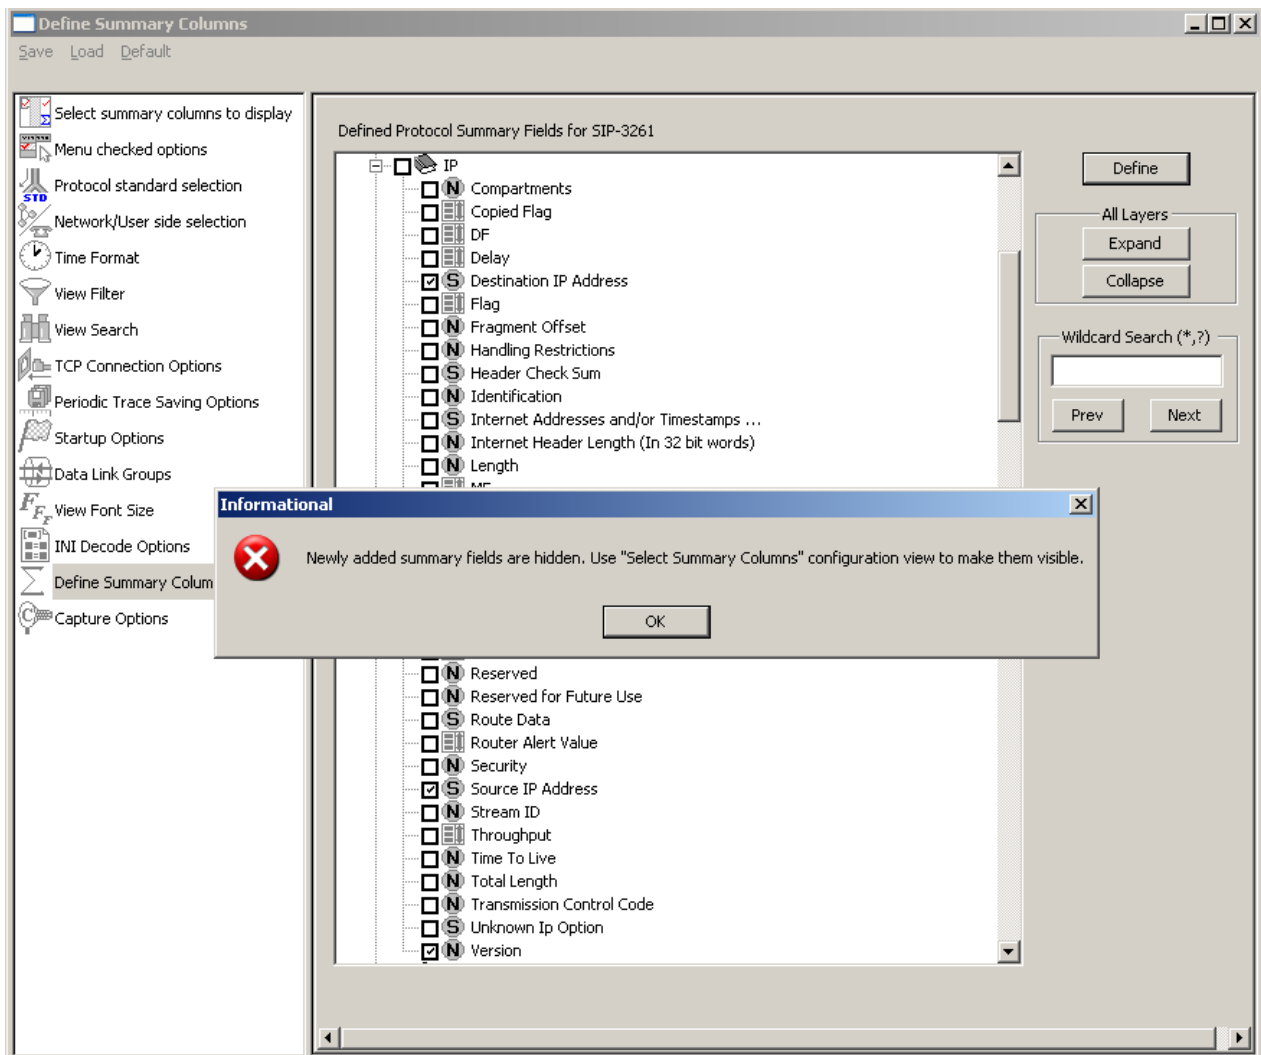 Define Summary Columns
Save Load Default
Select summary columns to display
Menu checked options
Protocol standard selection
STD
Network/User side selection
Time Format
View Filter
View Search
TCP Connection Options
Periodic Trace Saving Options
Startup Options
Data Link Groups
View Font Size
INI Decode Options
Define Summary Colum
Capture Options
Defined Protocol Summary Fields for SIP-3261
IP
N Compartments
Copied Flag
DF
Delay
S Destination IP Address
Flag
N Fragment Offset
N Handling Restrictions
S Header Check Sum
N Identification
S Internet Addresses and/or Timestamps ...
N Internet Header Length (In 32 bit words)
N Length
Informational
Newly added summary fields are hidden. Use "Select Summary Columns" configuration view to make them visible.
OK
N Reserved
N Reserved for Future Use
S Route Data
Router Alert Value
N Security
S Source IP Address
N Stream ID
Throughput
N Time To Live
N Total Length
N Transmission Control Code
S Unknown Ip Option
N Version
Define
All Layers
Expand
Collapse
Wildcard Search (*,?)
Prev Next